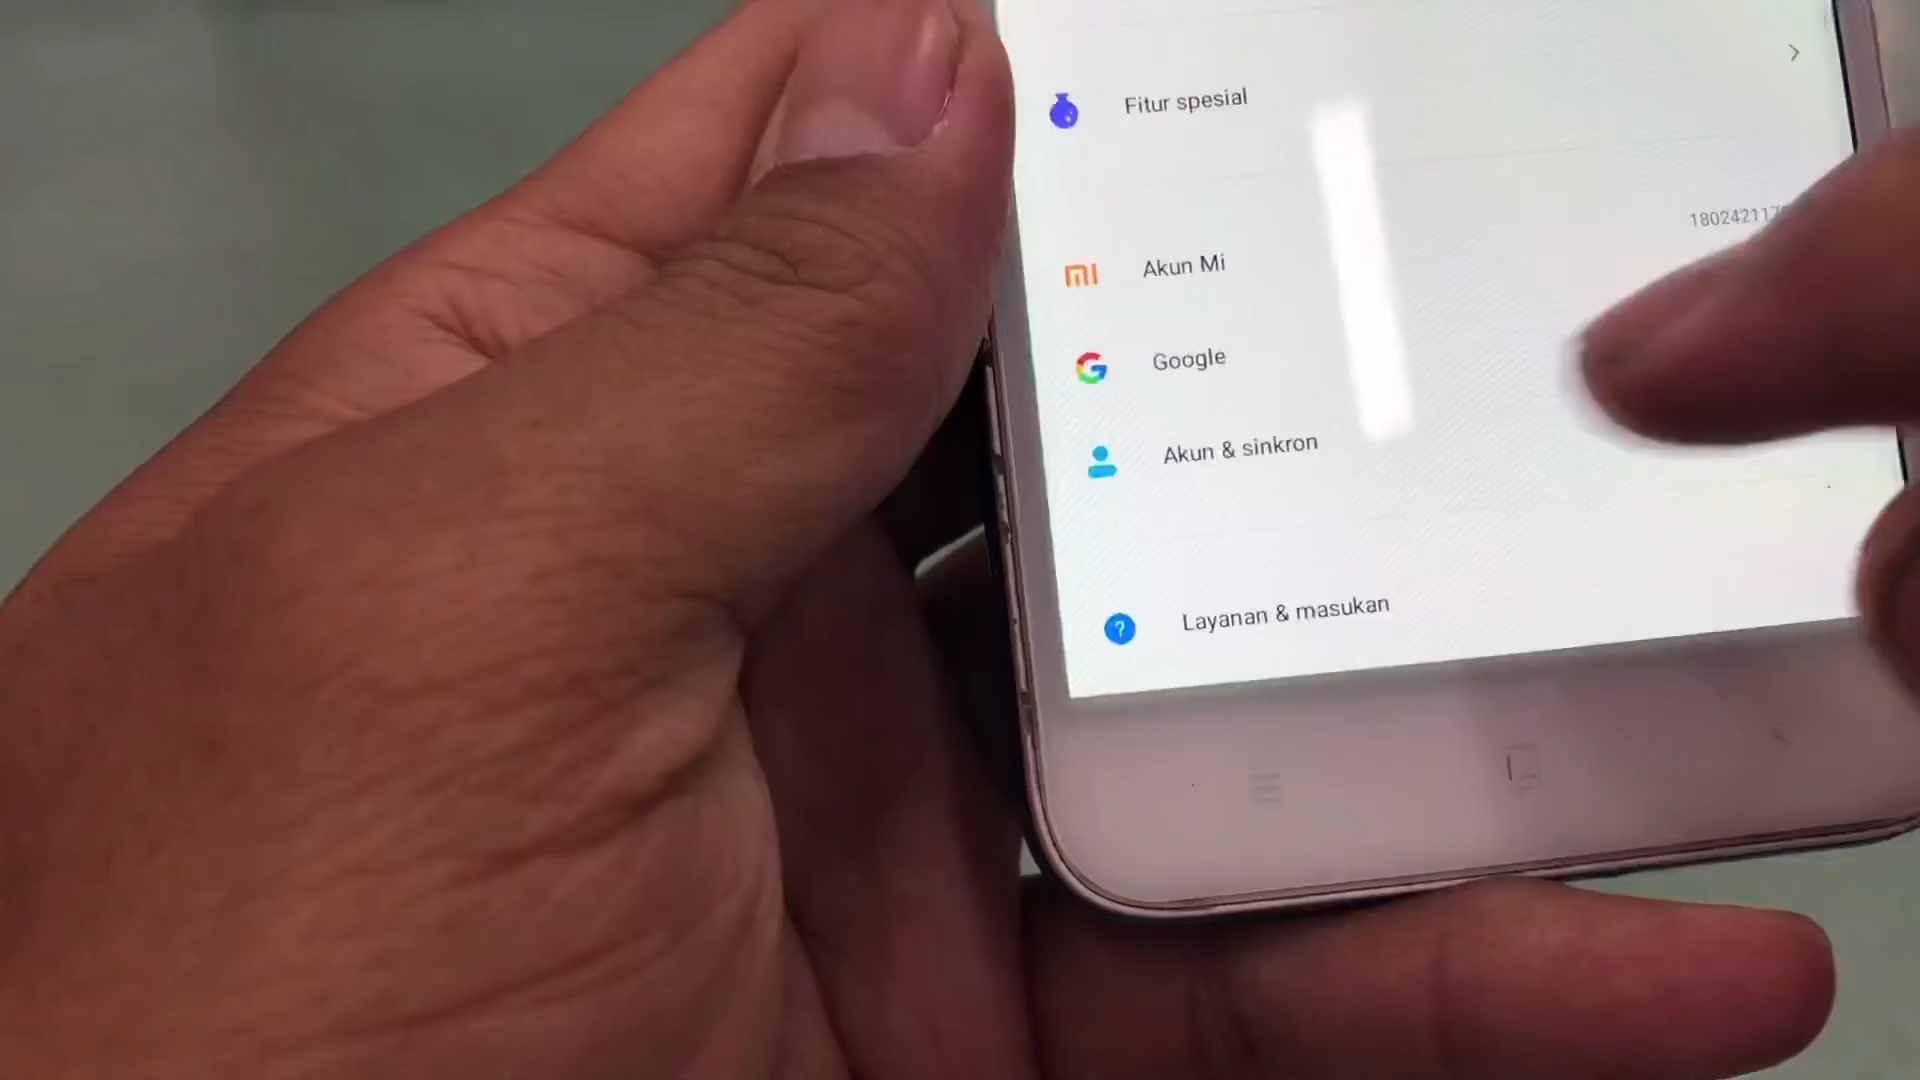 Fitur spesial
Akun Mi
Google
Akun & sinkron
Layanan & masukan